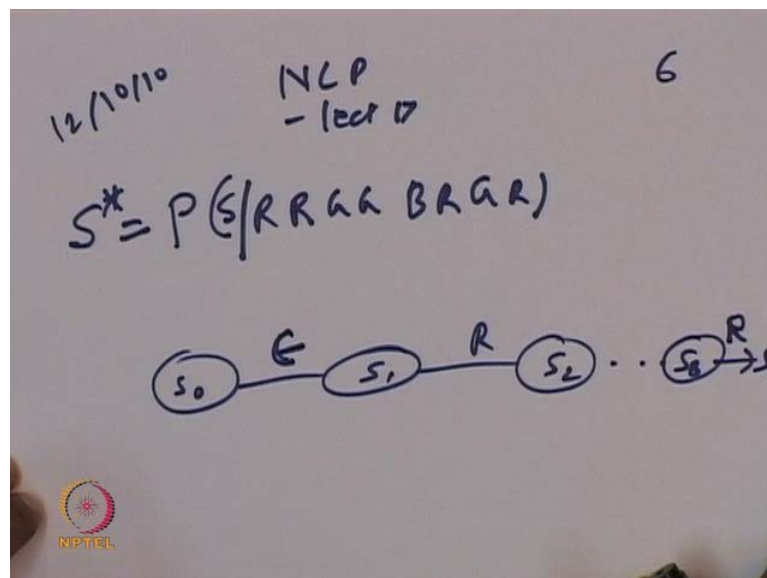 12/10/10 NLP 6
- lect 17
S* = P(S|RRGG BRGR)
S0 ε S1 R S2 .. S8 R S
NPTEL